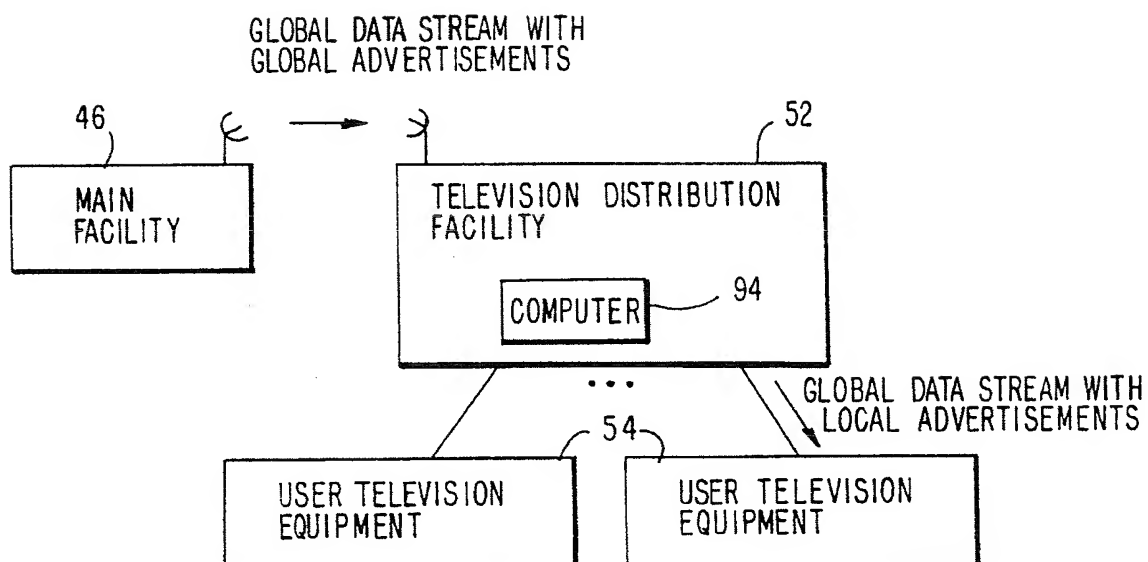 GLOBAL DATA STREAM WITH
GLOBAL ADVERTISEMENTS
46
52
MAIN
FACILITY
TELEVISION DISTRIBUTION
FACILITY
COMPUTER
94
...
GLOBAL DATA STREAM WITH
LOCAL ADVERTISEMENTS
54
USER TELEVISION
EQUIPMENT
USER TELEVISION
EQUIPMENT